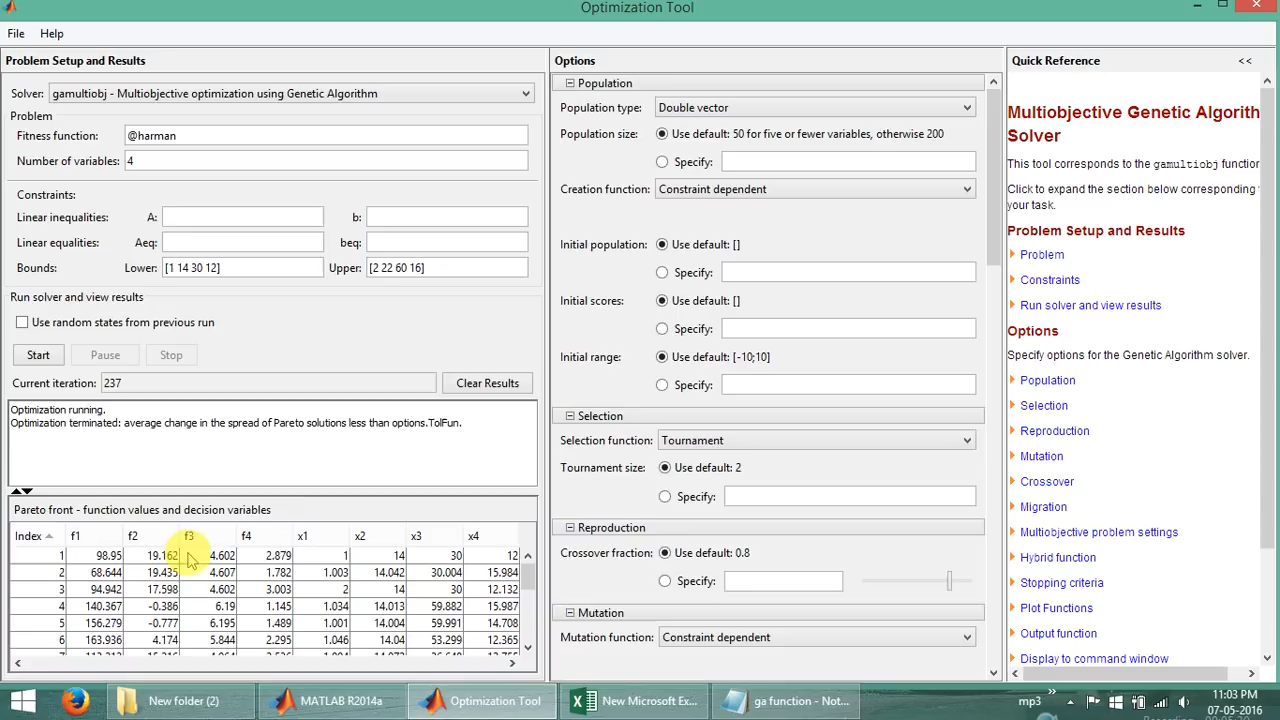 Optimization Tool
File Help
Problem Setup and Results
Solver: gamultiobj - Multiobjective optimization using Genetic Algorithm
Problem
Fitness function: @harman
Number of variables: 4
Constraints:
Linear inequalities: A: b:
Linear equalities: Aeq: beq:
Bounds: Lower: [1 14 30 12] Upper: [2 22 60 16]
Run solver and view results
Use random states from previous run
Start Pause Stop
Current iteration: 237 Clear Results
Optimization running.
Optimization terminated: average change in the spread of Pareto solutions less than options.TolFun.
Pareto front - function values and decision variables
Index f1 f2 f3 f4 x1 x2 x3 x4
1 98.95 19.162 4.602 2.879 1 14 30 12
2 68.644 19.435 4.607 1.782 1.003 14.042 30.004 15.984
3 94.942 17.598 4.602 3.003 2 14 30 12.132
4 140.367 -0.386 6.19 1.145 1.034 14.013 59.882 15.987
5 156.279 -0.777 6.195 1.489 1.001 14.004 59.991 14.708
6 163.936 4.174 5.844 2.295 1.046 14.04 53.299 12.365
Options
Population
Population type: Double vector
Population size: Use default: 50 for five or fewer variables, otherwise 200
Specify:
Creation function: Constraint dependent
Initial population: Use default: []
Specify:
Initial scores: Use default: []
Specify:
Initial range: Use default: [-10;10]
Specify:
Selection
Selection function: Tournament
Tournament size: Use default: 2
Specify:
Reproduction
Crossover fraction: Use default: 0.8
Specify:
Mutation
Mutation function: Constraint dependent
Quick Reference <<
Multiobjective Genetic Algorith
Solver
This tool corresponds to the gamultiobj function
Click to expand the section below corresponding
your task.
Problem Setup and Results
Problem
Constraints
Run solver and view results
Options
Specify options for the Genetic Algorithm solver.
Population
Selection
Reproduction
Mutation
Crossover
Migration
Multiobjective problem settings
Hybrid function
Stopping criteria
Plot Functions
Output function
Display to command window
New folder (2) MATLAB R2014a Optimization Tool New Microsoft Ex... ga function - Not... mp3 »
11:03 PM
07-05-2016